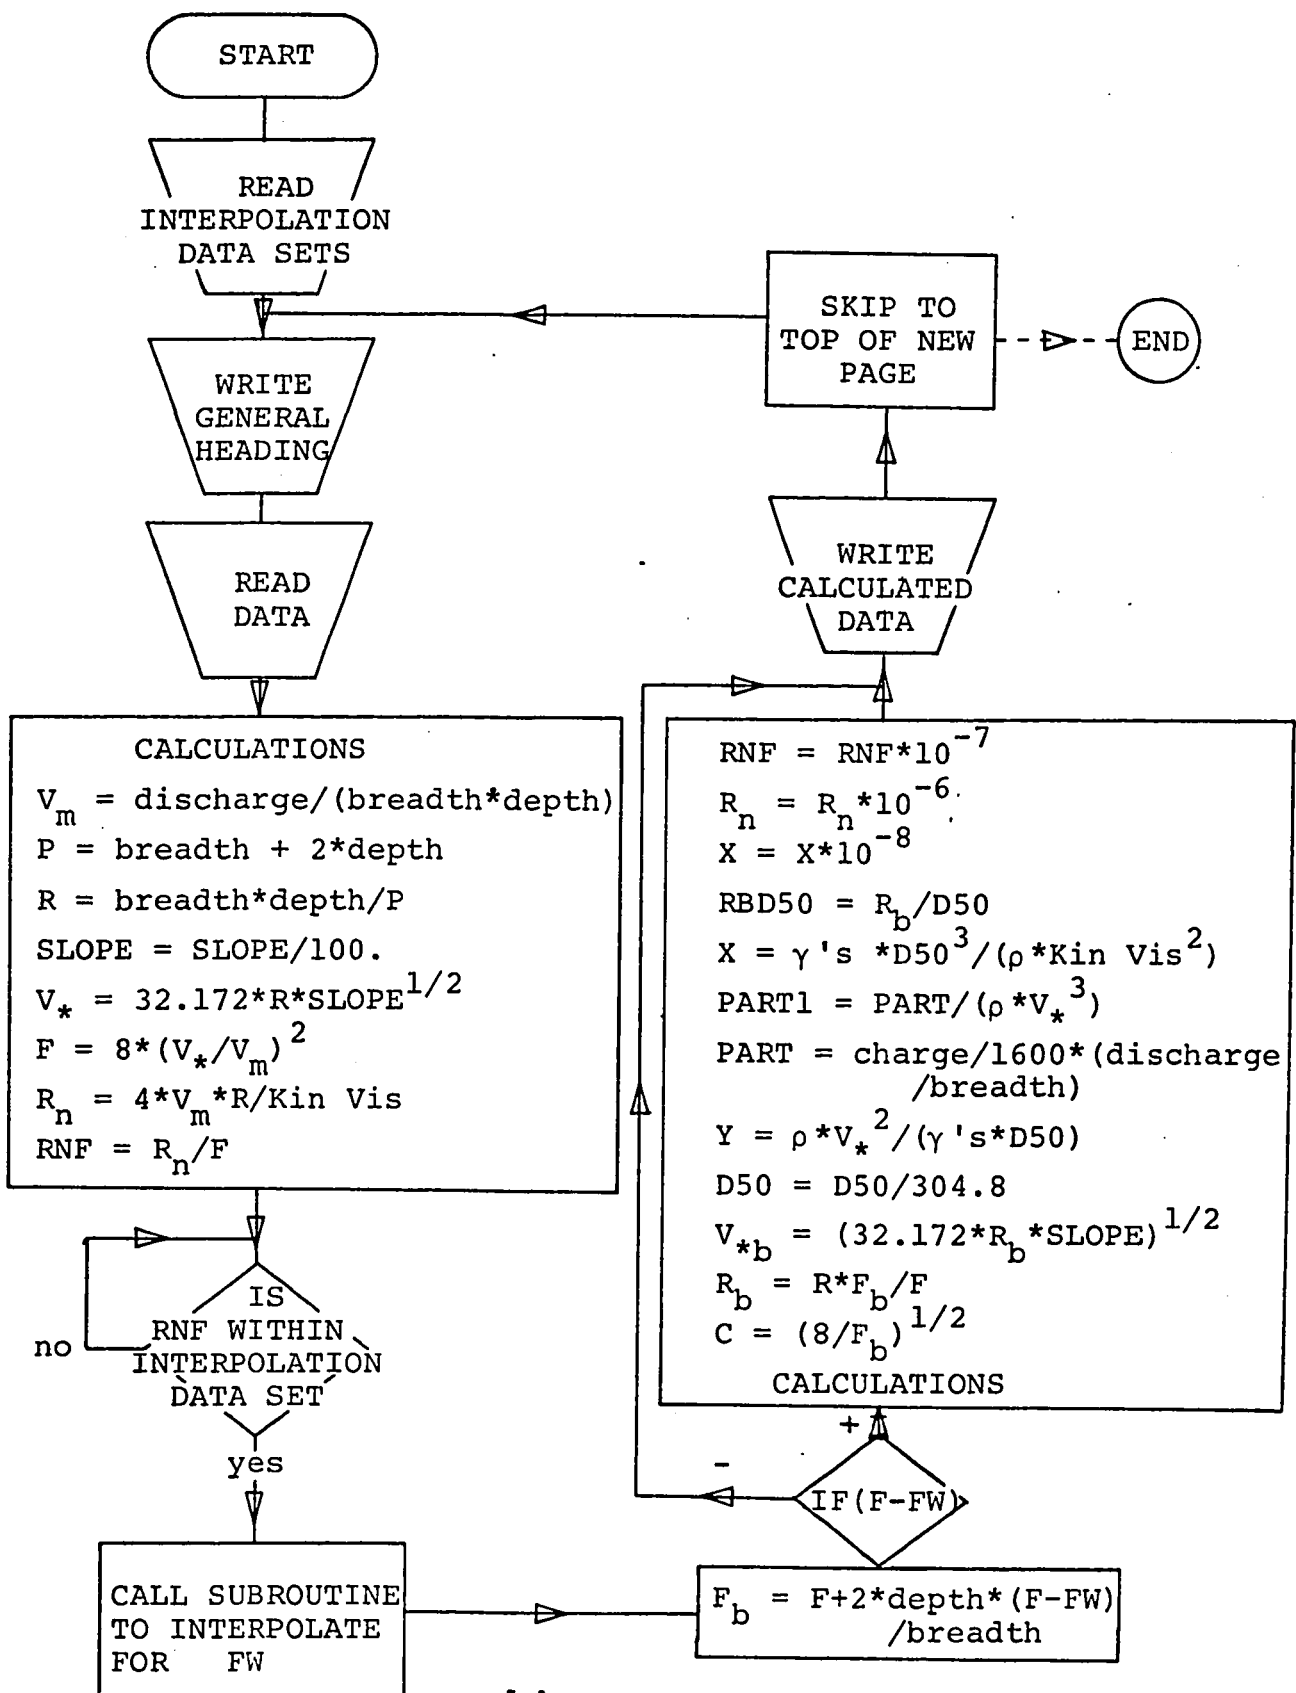 START
READ
INTERPOLATION
DATA SETS
WRITE
GENERAL
HEADING
READ
DATA
CALCULATIONS
V_m = discharge/(breadth*depth)
P = breadth + 2*depth
R = breadth*depth/P
SLOPE = SLOPE/100.
V_* = 32.172*R*SLOPE^1/2
F = 8*(V_*/V_m)^2
R_n = 4*V_m*R/Kin Vis
RNF = R_n/F
IS
RNF WITHIN
INTERPOLATION
DATA SET
no
yes
CALL SUBROUTINE
TO INTERPOLATE
FOR FW
F_b = F+2*depth*(F-FW)
/breadth
IF(F-FW)
+
-
RNF = RNF*10^-7
R_n = R_n*10^-6
X = X*10^-8
RBD50 = R_b/D50
X = γ's *D50^3/(ρ*Kin Vis^2)
PART1 = PART/(ρ*V_*^3)
PART = charge/1600*(discharge
/breadth)
Y = ρ*V_*^2/(γ's*D50)
D50 = D50/304.8
V_*b = (32.172*R_b*SLOPE)^1/2
R_b = R*F_b/F
C = (8/F_b)^1/2
CALCULATIONS
WRITE
CALCULATED
DATA
SKIP TO
TOP OF NEW
PAGE
END